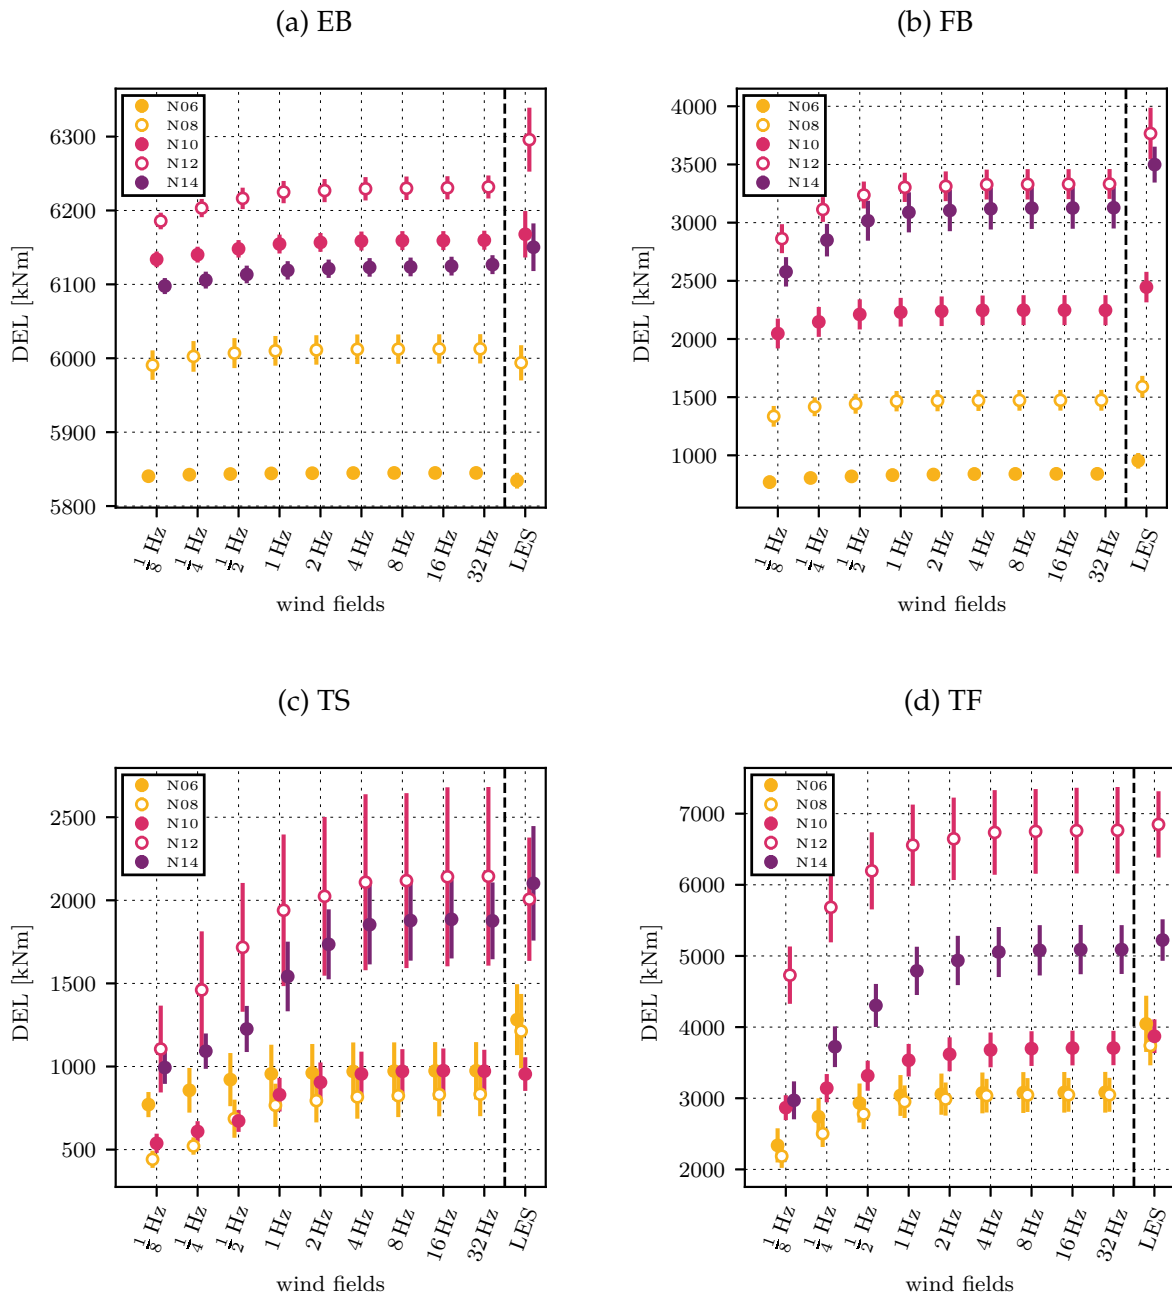 (a) EB
DEL [kNm]
6300
6200
6100
6000
5900
5800
N06
N08
N10
N12
N14
1/8 Hz
1/4 Hz
1/2 Hz
1 Hz
2 Hz
4 Hz
8 Hz
16 Hz
32 Hz
LES
wind fields
(b) FB
DEL [kNm]
4000
3500
3000
2500
2000
1500
1000
N06
N08
N10
N12
N14
1/8 Hz
1/4 Hz
1/2 Hz
1 Hz
2 Hz
4 Hz
8 Hz
16 Hz
32 Hz
LES
wind fields
(c) TS
DEL [kNm]
2500
2000
1500
1000
500
N06
N08
N10
N12
N14
1/8 Hz
1/4 Hz
1/2 Hz
1 Hz
2 Hz
4 Hz
8 Hz
16 Hz
32 Hz
LES
wind fields
(d) TF
DEL [kNm]
7000
6000
5000
4000
3000
2000
N06
N08
N10
N12
N14
1/8 Hz
1/4 Hz
1/2 Hz
1 Hz
2 Hz
4 Hz
8 Hz
16 Hz
32 Hz
LES
wind fields